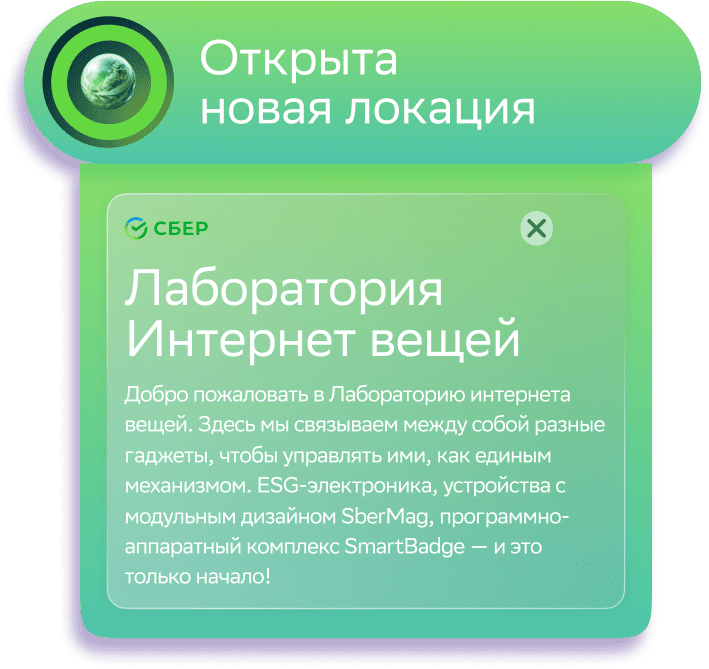 Открыта
новая локация
СБЕР
Лаборатория
Интернет вещей
Добро пожаловать в Лабораторию интернета
вещей. Здесь мы связываем между собой разные
гаджеты, чтобы управлять ими, как единым
механизмом. ESG-электроника, устройства с
модульным дизайном SberMag, программно-
аппаратный комплекс SmartBadge — и это
только начало!